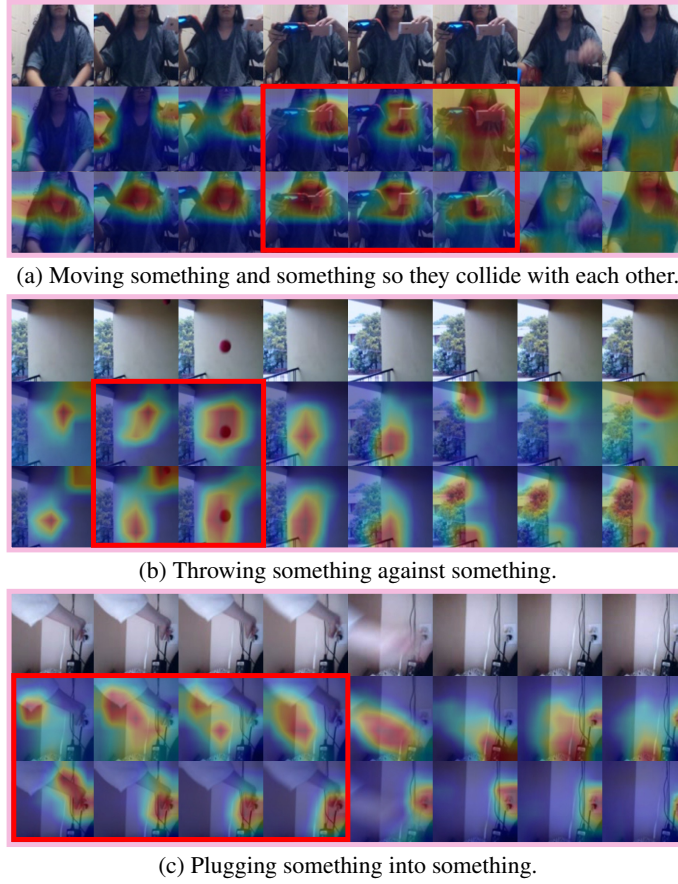 (a) Moving something and something so they collide with each other.
(b) Throwing something against something.
(c) Plugging something into something.